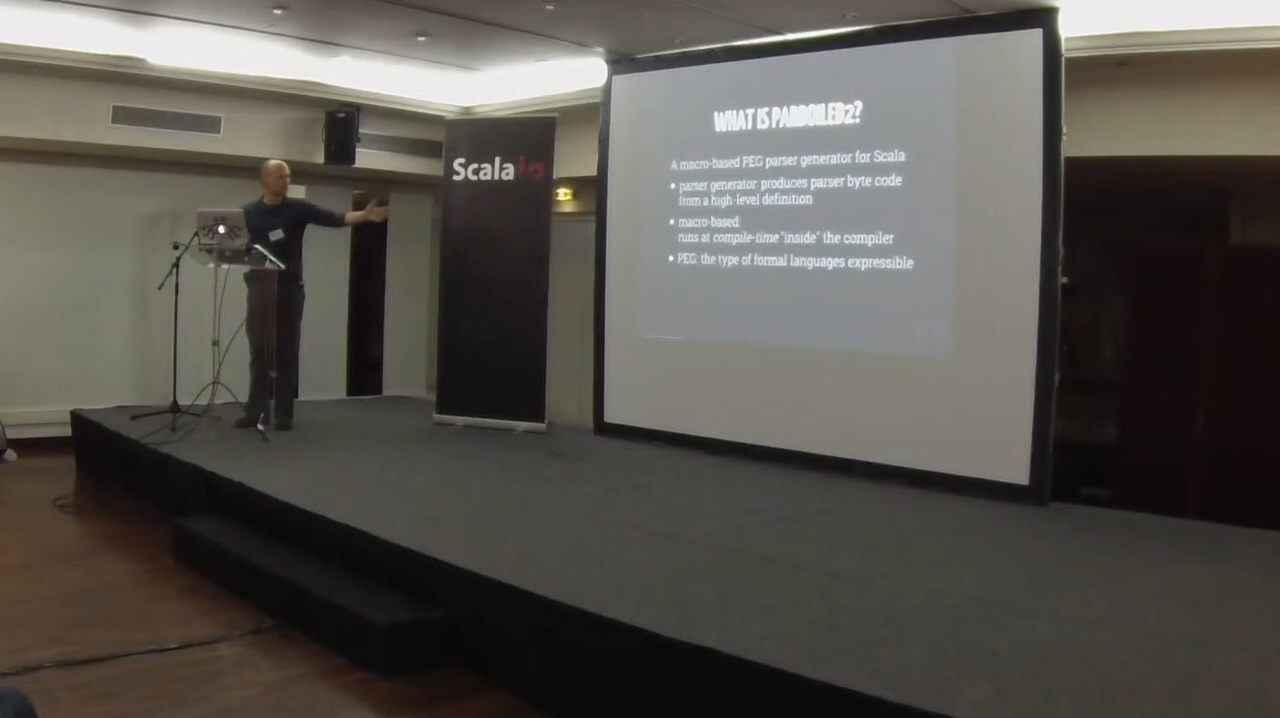 Scalaio
WHAT IS PARBOILED2?
A macro-based PEG parser generator for Scala
• parser generator: produces parser byte code
from a high-level definition
• macro-based:
runs at compile-time "inside" the compiler
• PEG: the type of formal languages expressible